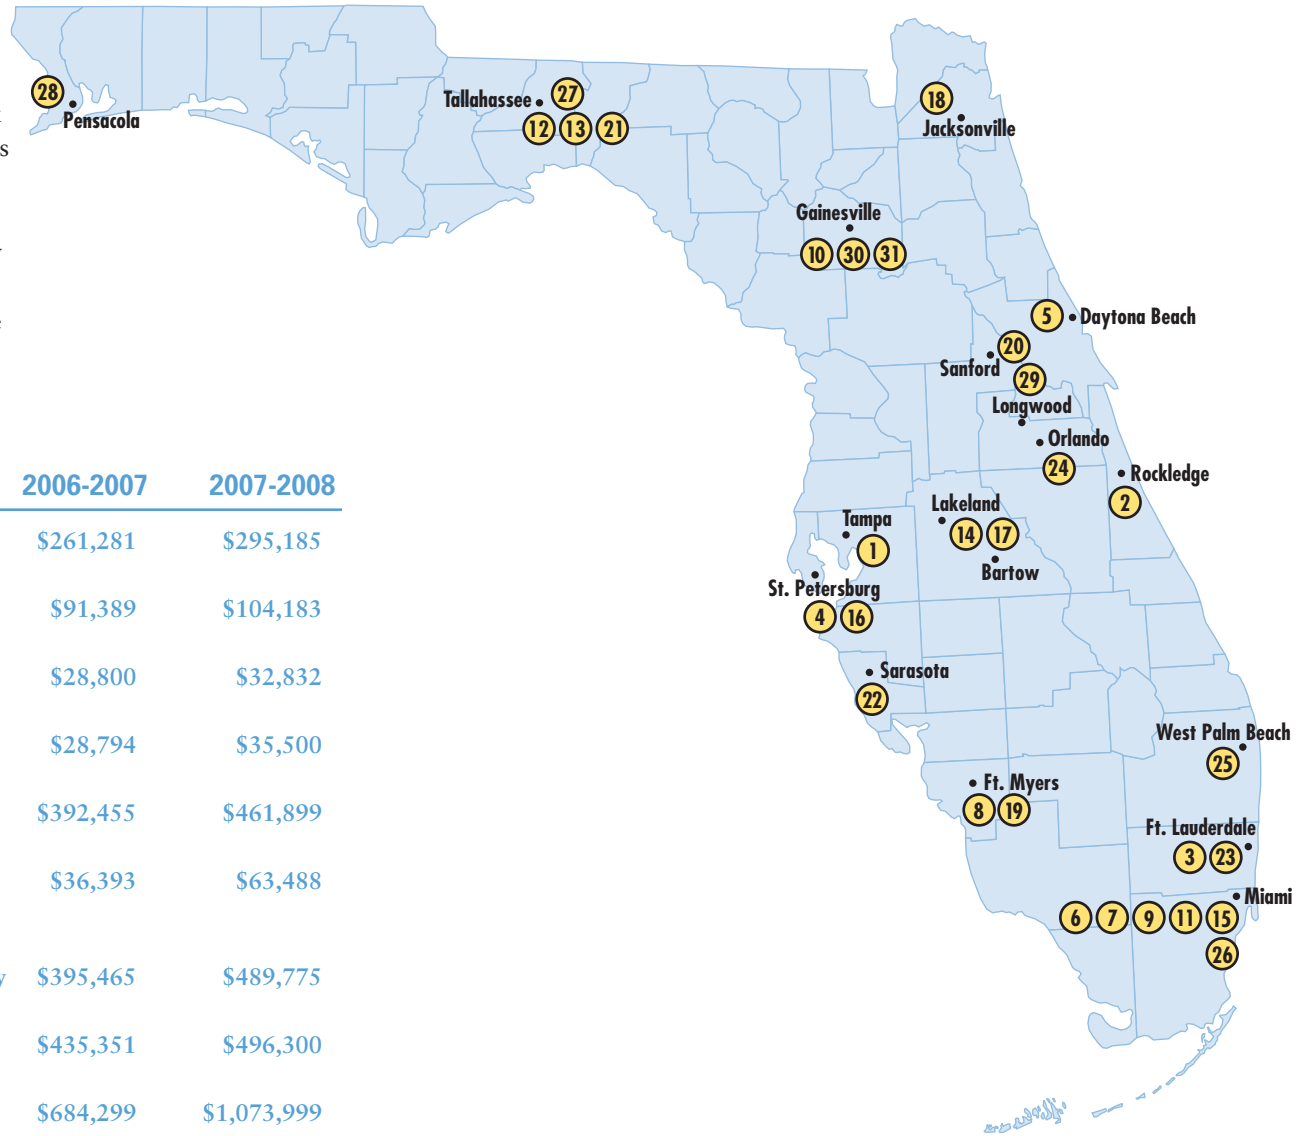 28
Pensacola
Tallahassee
27
12 13 21
18
Jacksonville
Gainesville
10 30 31
5
Daytona Beach
20
Sanford
29
Longwood
Orlando
24
Rockledge
2
Lakeland
14 17
Bartow
Tampa
1
St. Petersburg
4 16
Sarasota
22
West Palm Beach
25
Ft. Myers
8 19
Ft. Lauderdale
3 23
Miami
6 7 9 11 15
26
s
2006-2007 2007-2008
$261,281 $295,185
$91,389 $104,183
$28,800 $32,832
$28,794 $35,500
$392,455 $461,899
$36,393 $63,488
y $395,465 $489,775
$435,351 $496,300
$684,299 $1,073,999